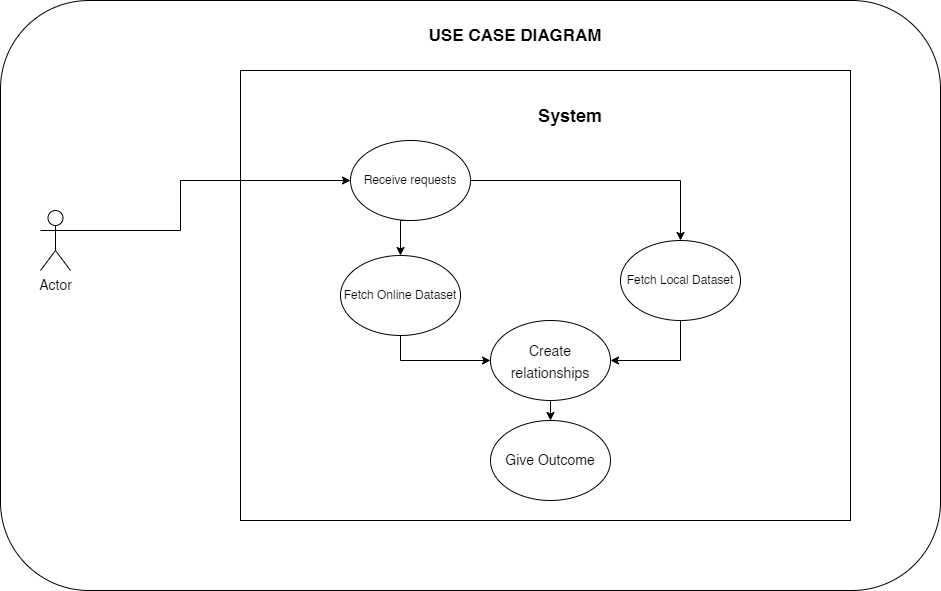 USE CASE DIAGRAM
System
Receive requests
Actor
Fetch Online Dataset
Fetch Local Dataset
Create
relationships
Give Outcome